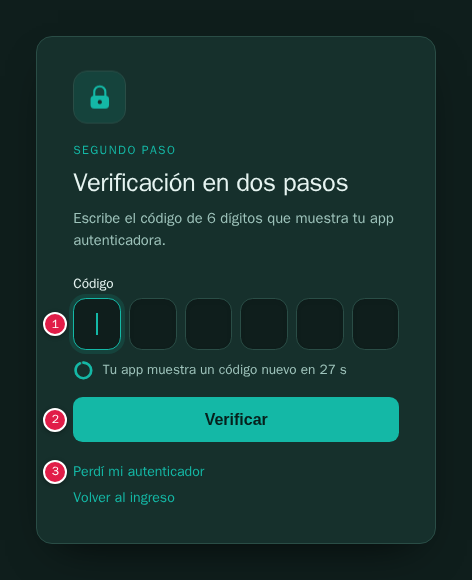 SEGUNDO PASO
Verificación en dos pasos
Escribe el código de 6 dígitos que muestra tu app
autenticadora.
Código
1
Tu app muestra un código nuevo en 27 s
2 Verificar
3 Perdí mi autenticador
Volver al ingreso